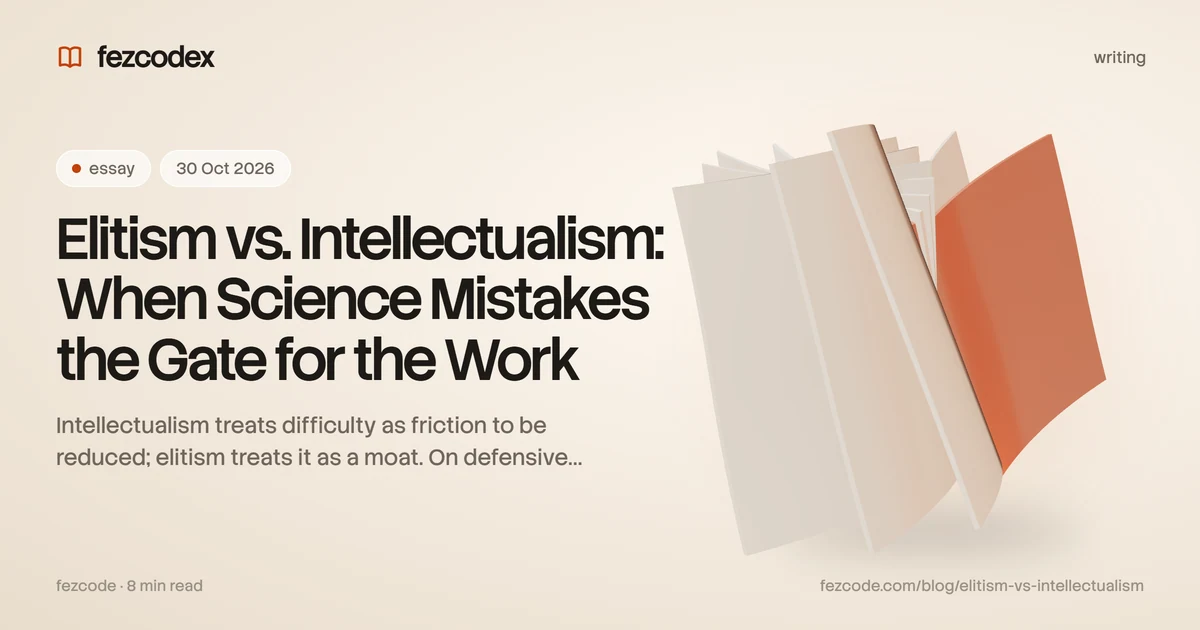 fezcodex
writing
essay
30 Oct 2026
Elitism vs. Intellectualism:
When Science Mistakes
the Gate for the Work
Intellectualism treats difficulty as friction to be
reduced; elitism treats it as a moat. On defensive...
fezcode · 8 min read
fezcode.com/blog/elitism-vs-intellectualism